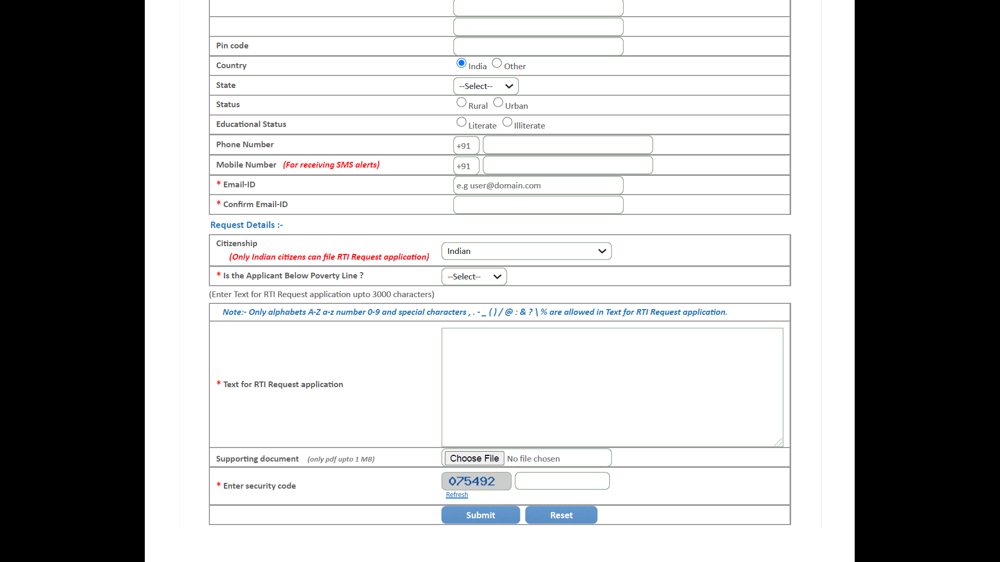 Pin code
Country India Other
State --Select--
Status Rural Urban
Educational Status Literate Illiterate
Phone Number +91
Mobile Number (For receiving SMS alerts) +91
* Email-ID e.g user@domain.com
* Confirm Email-ID
Request Details :-
Citizenship
(Only Indian citizens can file RTI Request application) Indian
* Is the Applicant Below Poverty Line ? --Select--
(Enter Text for RTI Request application upto 3000 characters)
Note:- Only alphabets A-Z a-z number 0-9 and special characters , . - _ ( ) / @ : & ? \ % are allowed in Text for RTI Request application.
* Text for RTI Request application
Supporting document (only pdf upto 1 MB) Choose File No file chosen
* Enter security code 075492
Refresh
Submit Reset